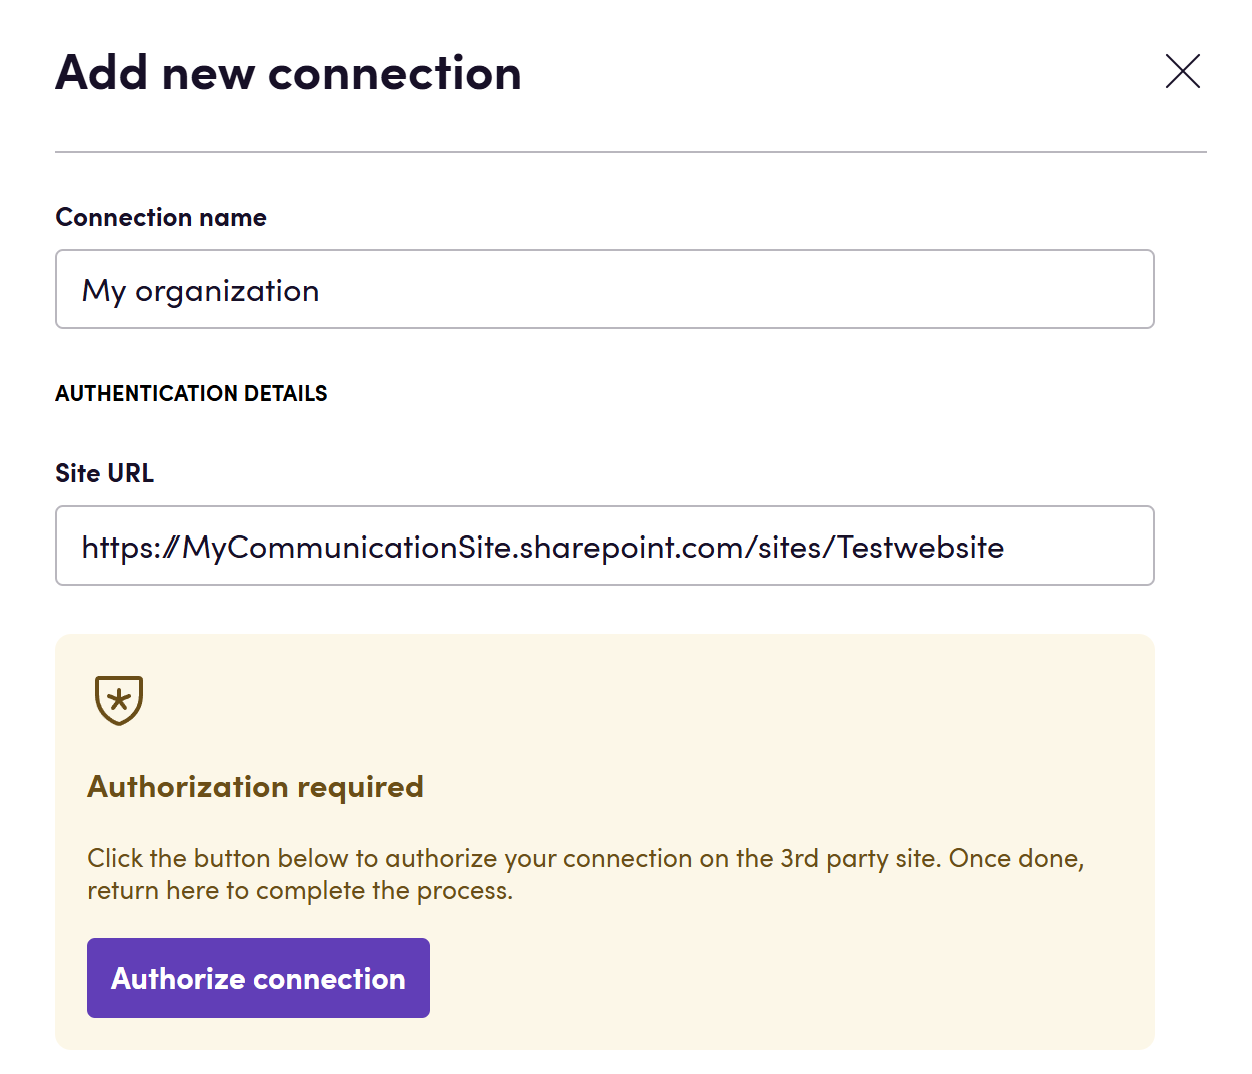 Add new connection
Connection name
My organization
AUTHENTICATION DETAILS
Site URL
https://MyCommunicationSite.sharepoint.com/sites/Testwebsite
Authorization required
Click the button below to authorize your connection on the 3rd party site. Once done,
return here to complete the process.
Authorize connection